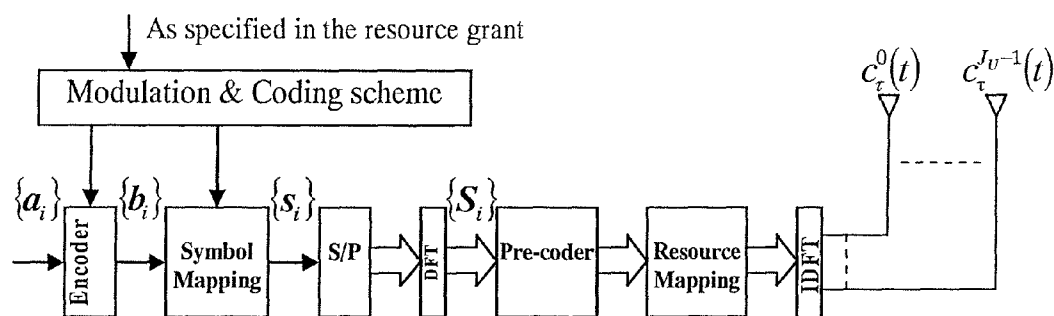 As specified in the resource grant
Modulation & Coding scheme
c_τ^0(t) c_τ^{J_U-1}(t)
{a_i} {b_i} {s_i} {S_i}
Encoder
Symbol
Mapping
S/P
DFT
Pre-coder
Resource
Mapping
IDFT